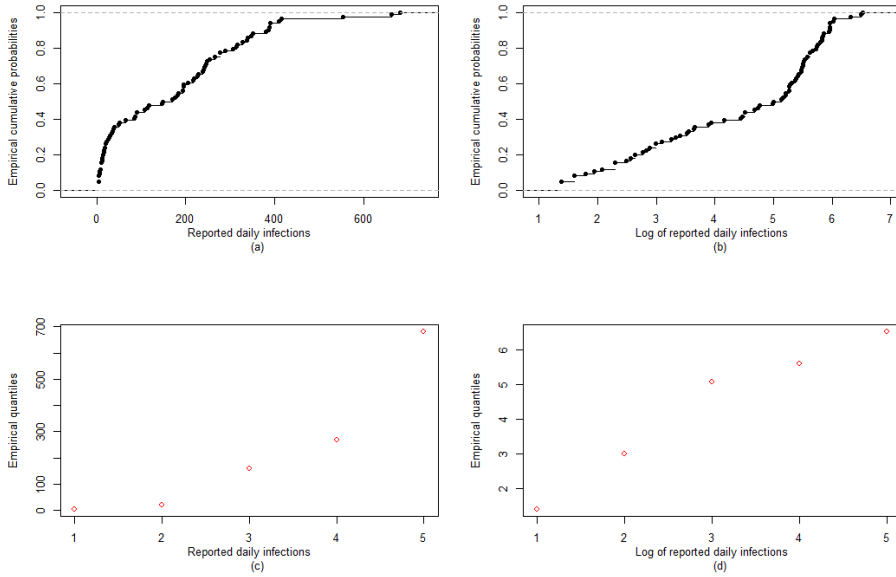 Empirical cumulative probabilities
1.0
0.8
0.6
0.4
0.2
0.0
0 200 400 600
Reported daily infections
(a)
Empirical cumulative probabilities
1.0
0.8
0.6
0.4
0.2
0.0
1 2 3 4 5 6 7
Log of reported daily infections
(b)
Empirical quantiles
700
500
300
100
0
1 2 3 4 5
Reported daily infections
(c)
Empirical quantiles
6
5
4
3
2
1 2 3 4 5
Log of reported daily infections
(d)